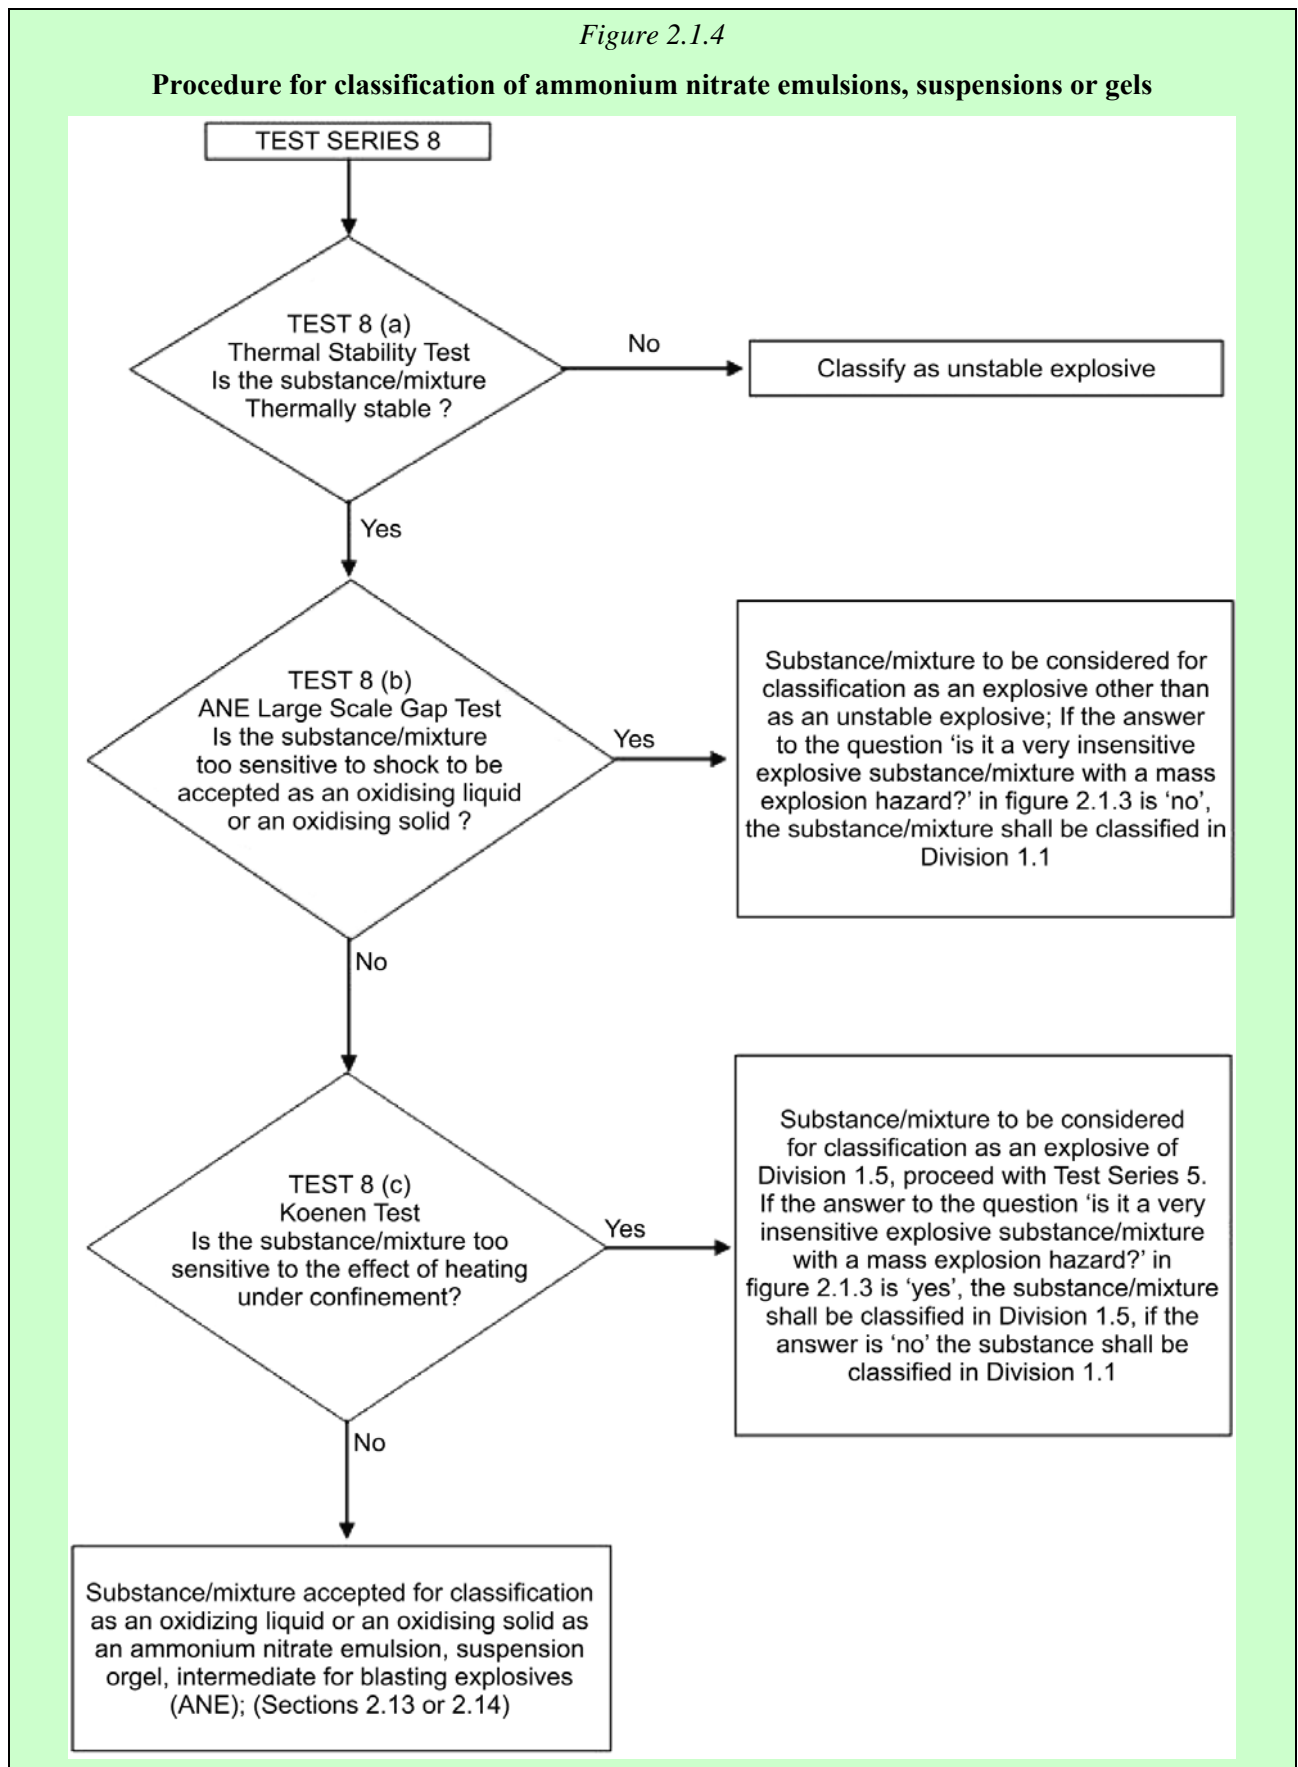 Figure 2.1.4
Procedure for classification of ammonium nitrate emulsions, suspensions or gels
TEST SERIES 8
TEST 8 (a)
Thermal Stability Test
Is the substance/mixture
Thermally stable ?
No
Classify as unstable explosive
Yes
TEST 8 (b)
ANE Large Scale Gap Test
Is the substance/mixture
too sensitive to shock to be
accepted as an oxidising liquid
or an oxidising solid ?
Yes
Substance/mixture to be considered for
classification as an explosive other than
as an unstable explosive; If the answer
to the question ‘is it a very insensitive
explosive substance/mixture with a mass
explosion hazard?’ in figure 2.1.3 is ‘no’,
the substance/mixture shall be classified in
Division 1.1
No
TEST 8 (c)
Koenen Test
Is the substance/mixture too
sensitive to the effect of heating
under confinement?
Yes
Substance/mixture to be considered
for classification as an explosive of
Division 1.5, proceed with Test Series 5.
If the answer to the question ‘is it a very
insensitive explosive substance/mixture
with a mass explosion hazard?’ in
figure 2.1.3 is ‘yes’, the substance/mixture
shall be classified in Division 1.5, if the
answer is ‘no’ the substance shall be
classified in Division 1.1
No
Substance/mixture accepted for classification
as an oxidizing liquid or an oxidising solid as
an ammonium nitrate emulsion, suspension
orgel, intermediate for blasting explosives
(ANE); (Sections 2.13 or 2.14)